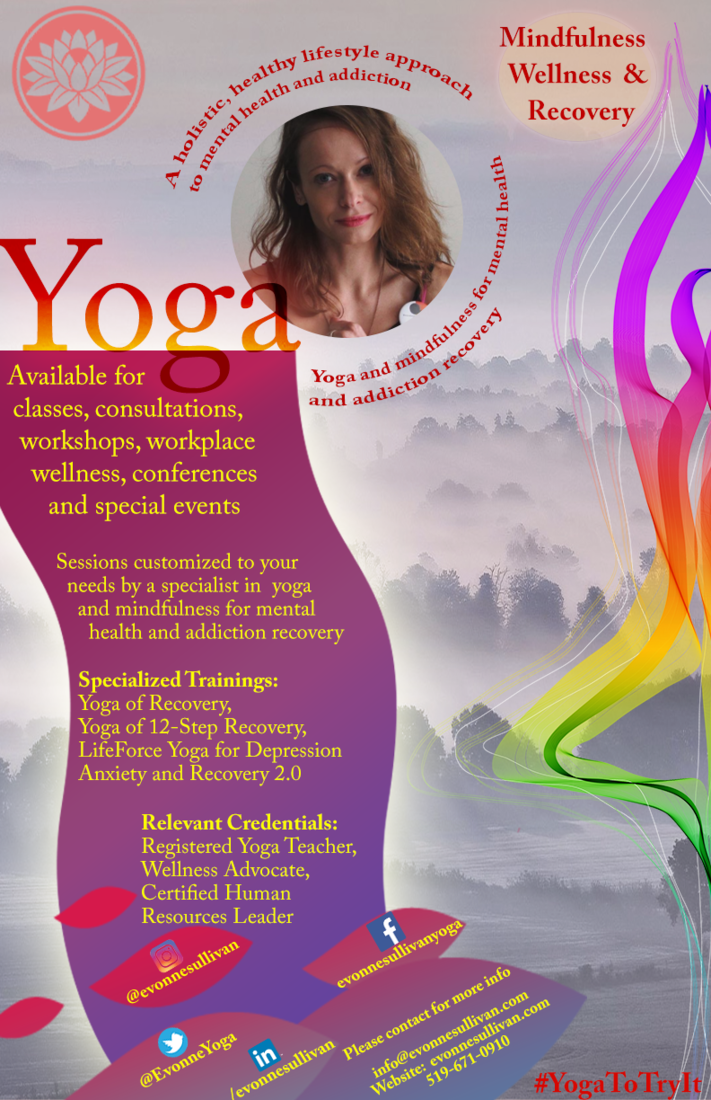 Mindfulness
Wellness &
Recovery
A holistic, healthy lifestyle approach
to mental health and addiction
Yoga and mindfulness for mental health
and addiction recovery
Yoga
Available for
classes, consultations,
workshops, workplace
wellness, conferences
and special events
Sessions customized to your
needs by a specialist in yoga
and mindfulness for mental
health and addiction recovery
Specialized Trainings:
Yoga of Recovery,
Yoga of 12-Step Recovery,
LifeForce Yoga for Depression
Anxiety and Recovery 2.0
Relevant Credentials:
Registered Yoga Teacher,
Wellness Advocate,
Certified Human
Resources Leader
@evonnesullivan
evonnesullivanyoga
@EvonneYoga
/evonnesullivan
Please contact for more info
info@evonnesullivan.com
Website: evonnesullivan.com
519-671-0910
#YogaToTryIt